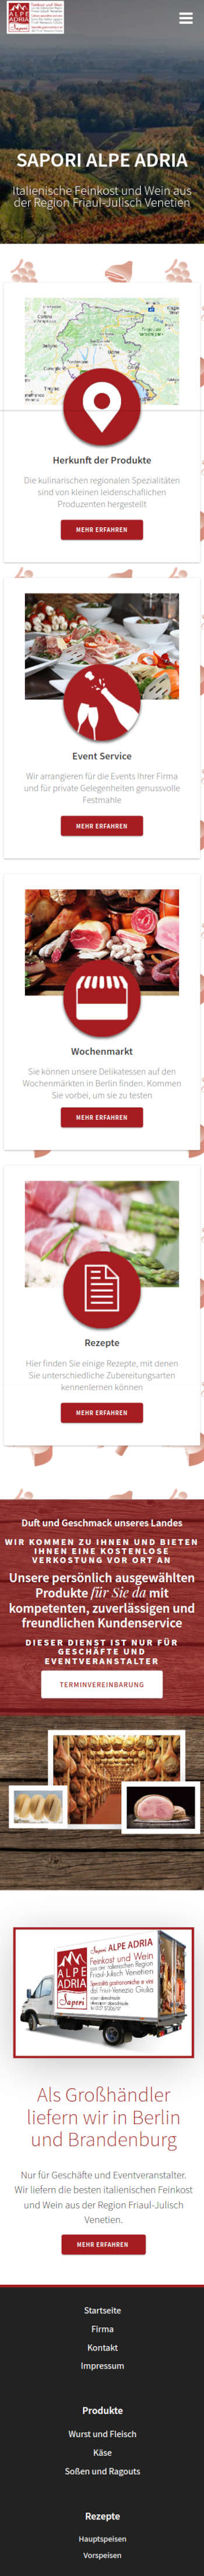 ALPE
ADRIA
SAPORI ALPE ADRIA
Italienische Feinkost und Wein aus
der Region Friaul-Julisch Venetien
Herkunft der Produkte
Die kulinarischen regionalen Spezialitäten
sind von kleinen leidenschaflichen
Produzenten hergestellt
MEHR ERFAHREN
Event Service
Wir arrangieren für die Events Ihrer Firma
und für private Gelegenheiten genussvolle
Festmahle
MEHR ERFAHREN
Wochenmarkt
Sie können unsere Delikatessen auf den
Wochenmärkten in Berlin finden. Kommen
Sie vorbei, um sie zu testen
MEHR ERFAHREN
Rezepte
Hier finden Sie einige Rezepte, mit denen
Sie unterschiedliche Zubereitungsarten
kennenlernen können
MEHR ERFAHREN
Duft und Geschmack unseres Landes
WIR KOMMEN ZU IHNEN UND BIETEN
IHNEN EINE KOSTENLOSE
VERKOSTUNG VOR ORT AN
Unsere persönlich ausgewählten
Produkte für Sie da mit
kompetenten, zuverlässigen und
freundlichen Kundenservice
DIESER DIENST IST NUR FÜR
GESCHÄFTE UND
EVENTVERANSTALTER
TERMINVEREINBARUNG
Sapori ALPE ADRIA
Feinkost und Wein
aus der italienischen Region
Friaul-Julisch Venetien
ALPE
ADRIA
Sapori
Als Großhändler
liefern wir in Berlin
und Brandenburg
Nur für Geschäfte und Eventveranstalter.
Wir liefern die besten italienischen Feinkost
und Wein aus der Region Friaul-Julisch
Venetien.
MEHR ERFAHREN
Startseite
Firma
Kontakt
Impressum
Produkte
Wurst und Fleisch
Käse
Soßen und Ragouts
Rezepte
Hauptspeisen
Vorspeisen